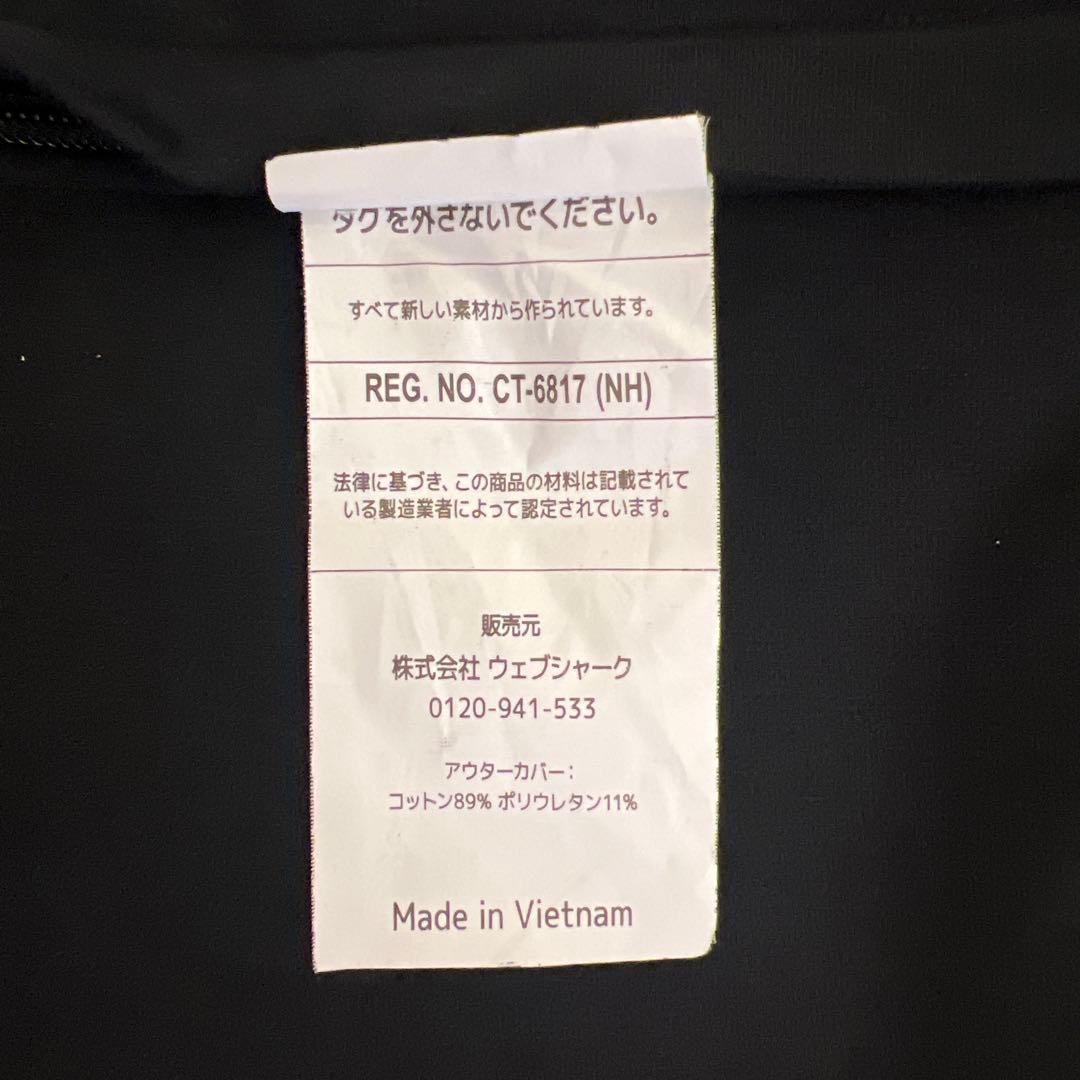 タグを外さないでください。
すべて新しい素材から作られています。
REG. NO. CT-6817 (NH)
法律に基づき、この商品の材料は記載されて
いる製造業者によって認定されています。
販売元
株式会社 ウェブシャーク
0120-941-533
アウターカバー：
コットン89% ポリウレタン11%
Made in Vietnam